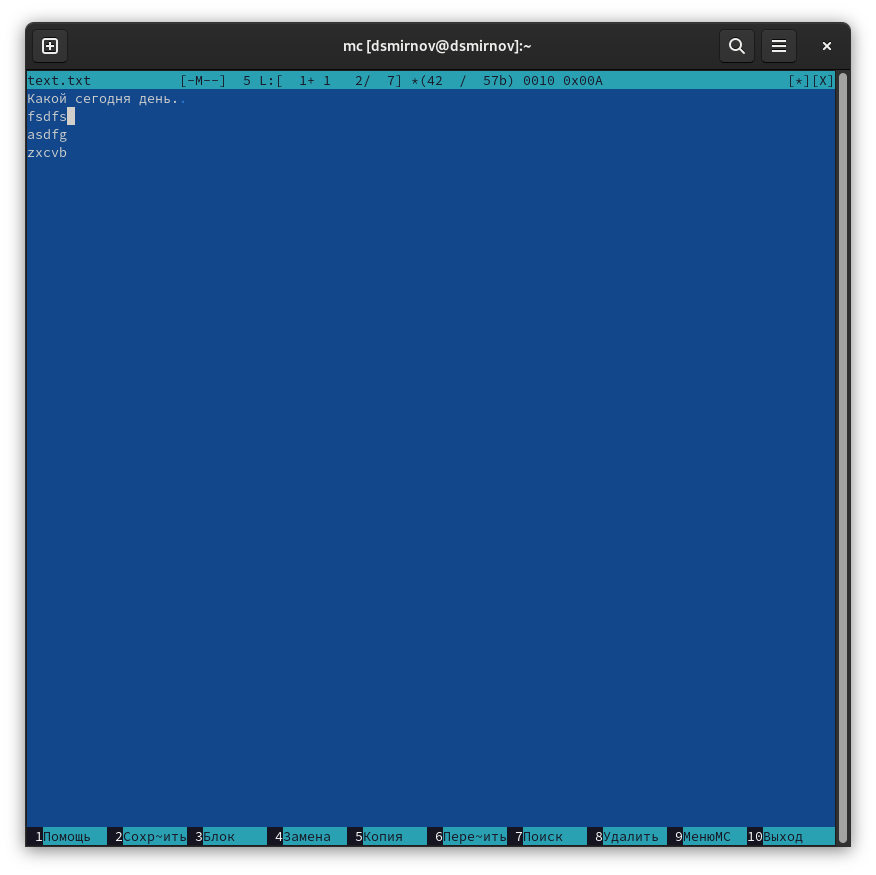 mc [dsmirnov@dsmirnov]:~
text.txt [-M--] 5 L:[ 1+ 1 2/ 7] *(42 / 57b) 0010 0x00A [*][X]
Какой сегодня день..
fsdfs
asdfg
zxcvb
1Помощь 2Сохр~ить 3Блок 4Замена 5Копия 6Пере~ить 7Поиск 8Удалить 9МенюMC 10Выход